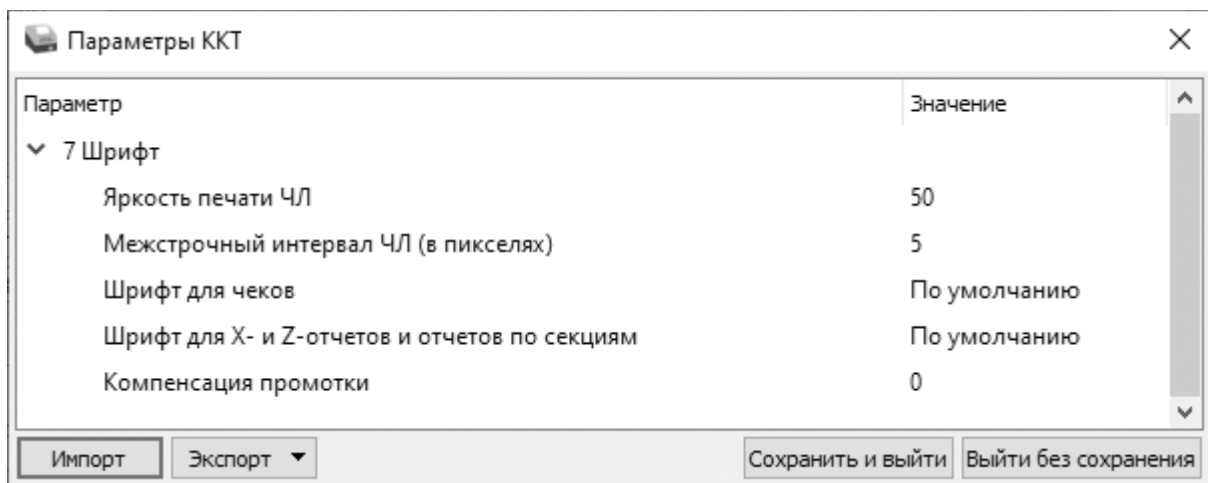 Параметры ККТ
Параметр Значение
7 Шрифт
Яркость печати ЧЛ 50
Межстрочный интервал ЧЛ (в пикселях) 5
Шрифт для чеков По умолчанию
Шрифт для X- и Z-отчетов и отчетов по секциям По умолчанию
Компенсация промотки 0
Импорт Экспорт Сохранить и выйти Выйти без сохранения